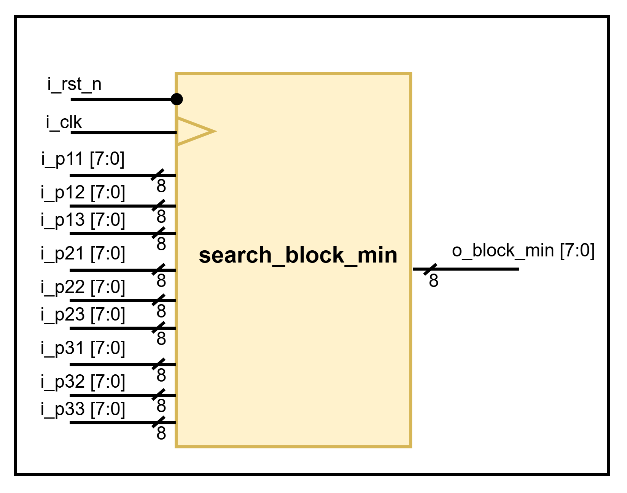 i_rst_n
i_clk
i_p11 [7:0]
8
i_p12 [7:0]
8
i_p13 [7:0]
8
i_p21 [7:0]
8
i_p22 [7:0]
8
i_p23 [7:0]
8
i_p31 [7:0]
8
i_p32 [7:0]
8
i_p33 [7:0]
8
search_block_min
o_block_min [7:0]
8